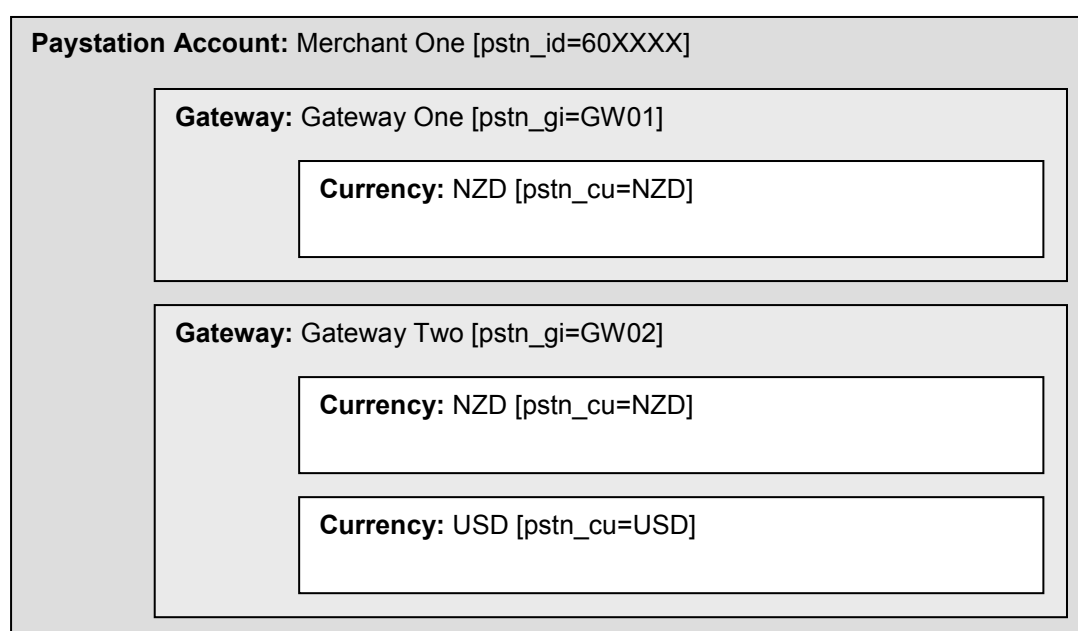 Paystation Account: Merchant One [pstn_id=60XXXX]
Gateway: Gateway One [pstn_gi=GW01]
Currency: NZD [pstn_cu=NZD]
Gateway: Gateway Two [pstn_gi=GW02]
Currency: NZD [pstn_cu=NZD]
Currency: USD [pstn_cu=USD]